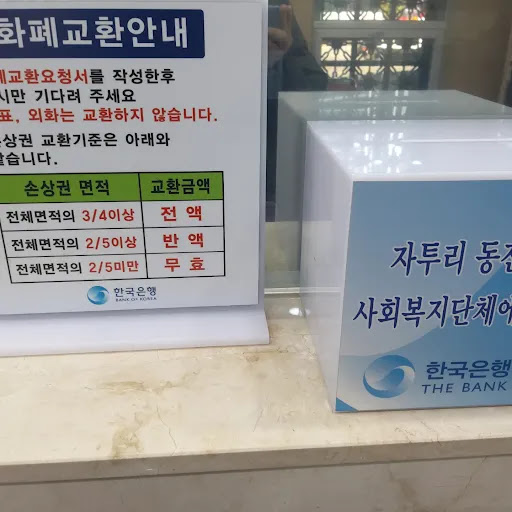 화폐교환안내
폐교환요청서를 작성한후
시만 기다려 주세요
표, 외화는 교환하지 않습니다.
손상권 교환기준은 아래와
같습니다.
손상권 면적 교환금액
전체면적의 3/4이상 전 액
전체면적의 2/5이상 반 액
전체면적의 2/5미만 무 효
한국은행
BANK OF KOREA
자투리 동전
사회복지단체에
한국은행
THE BANK